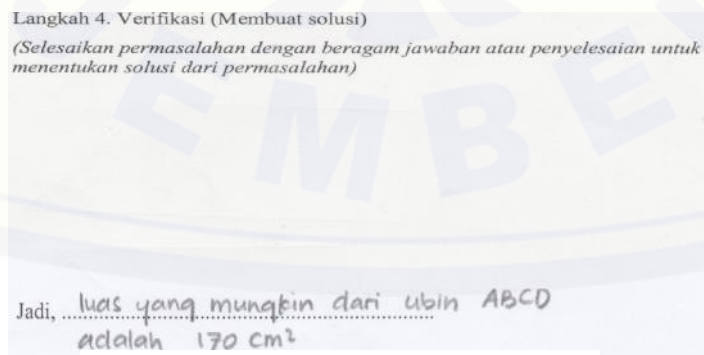 Langkah 4. Verifikasi (Membuat solusi)
(Selesaikan permasalahan dengan beragam jawaban atau penyelesaian untuk
menentukan solusi dari permasalahan)
EMBE
Jadi, luas yang mungkin dari ubin ABCD
adalah 170 cm²